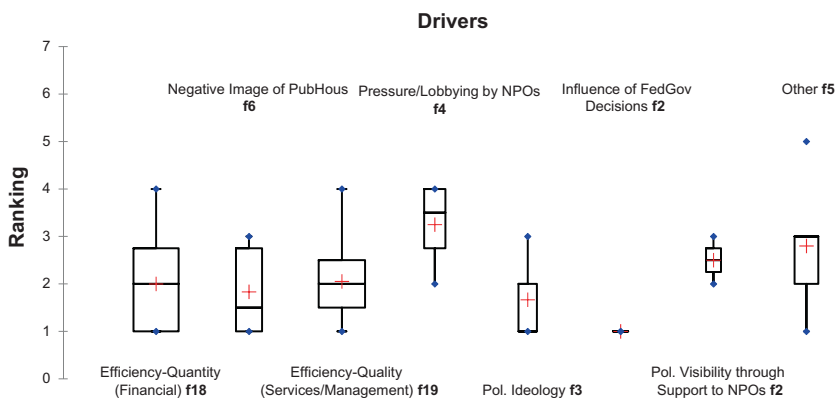 Drivers
7
6
5
4
3
2
1
0
Ranking
Negative Image of PubHous
f6
Pressure/Lobbying by NPOs
f4
Influence of FedGov
Decisions f2
Other f5
Efficiency-Quantity
(Financial) f18
Efficiency-Quality
(Services/Management) f19
Pol. Ideology f3
Pol. Visibility through
Support to NPOs f2